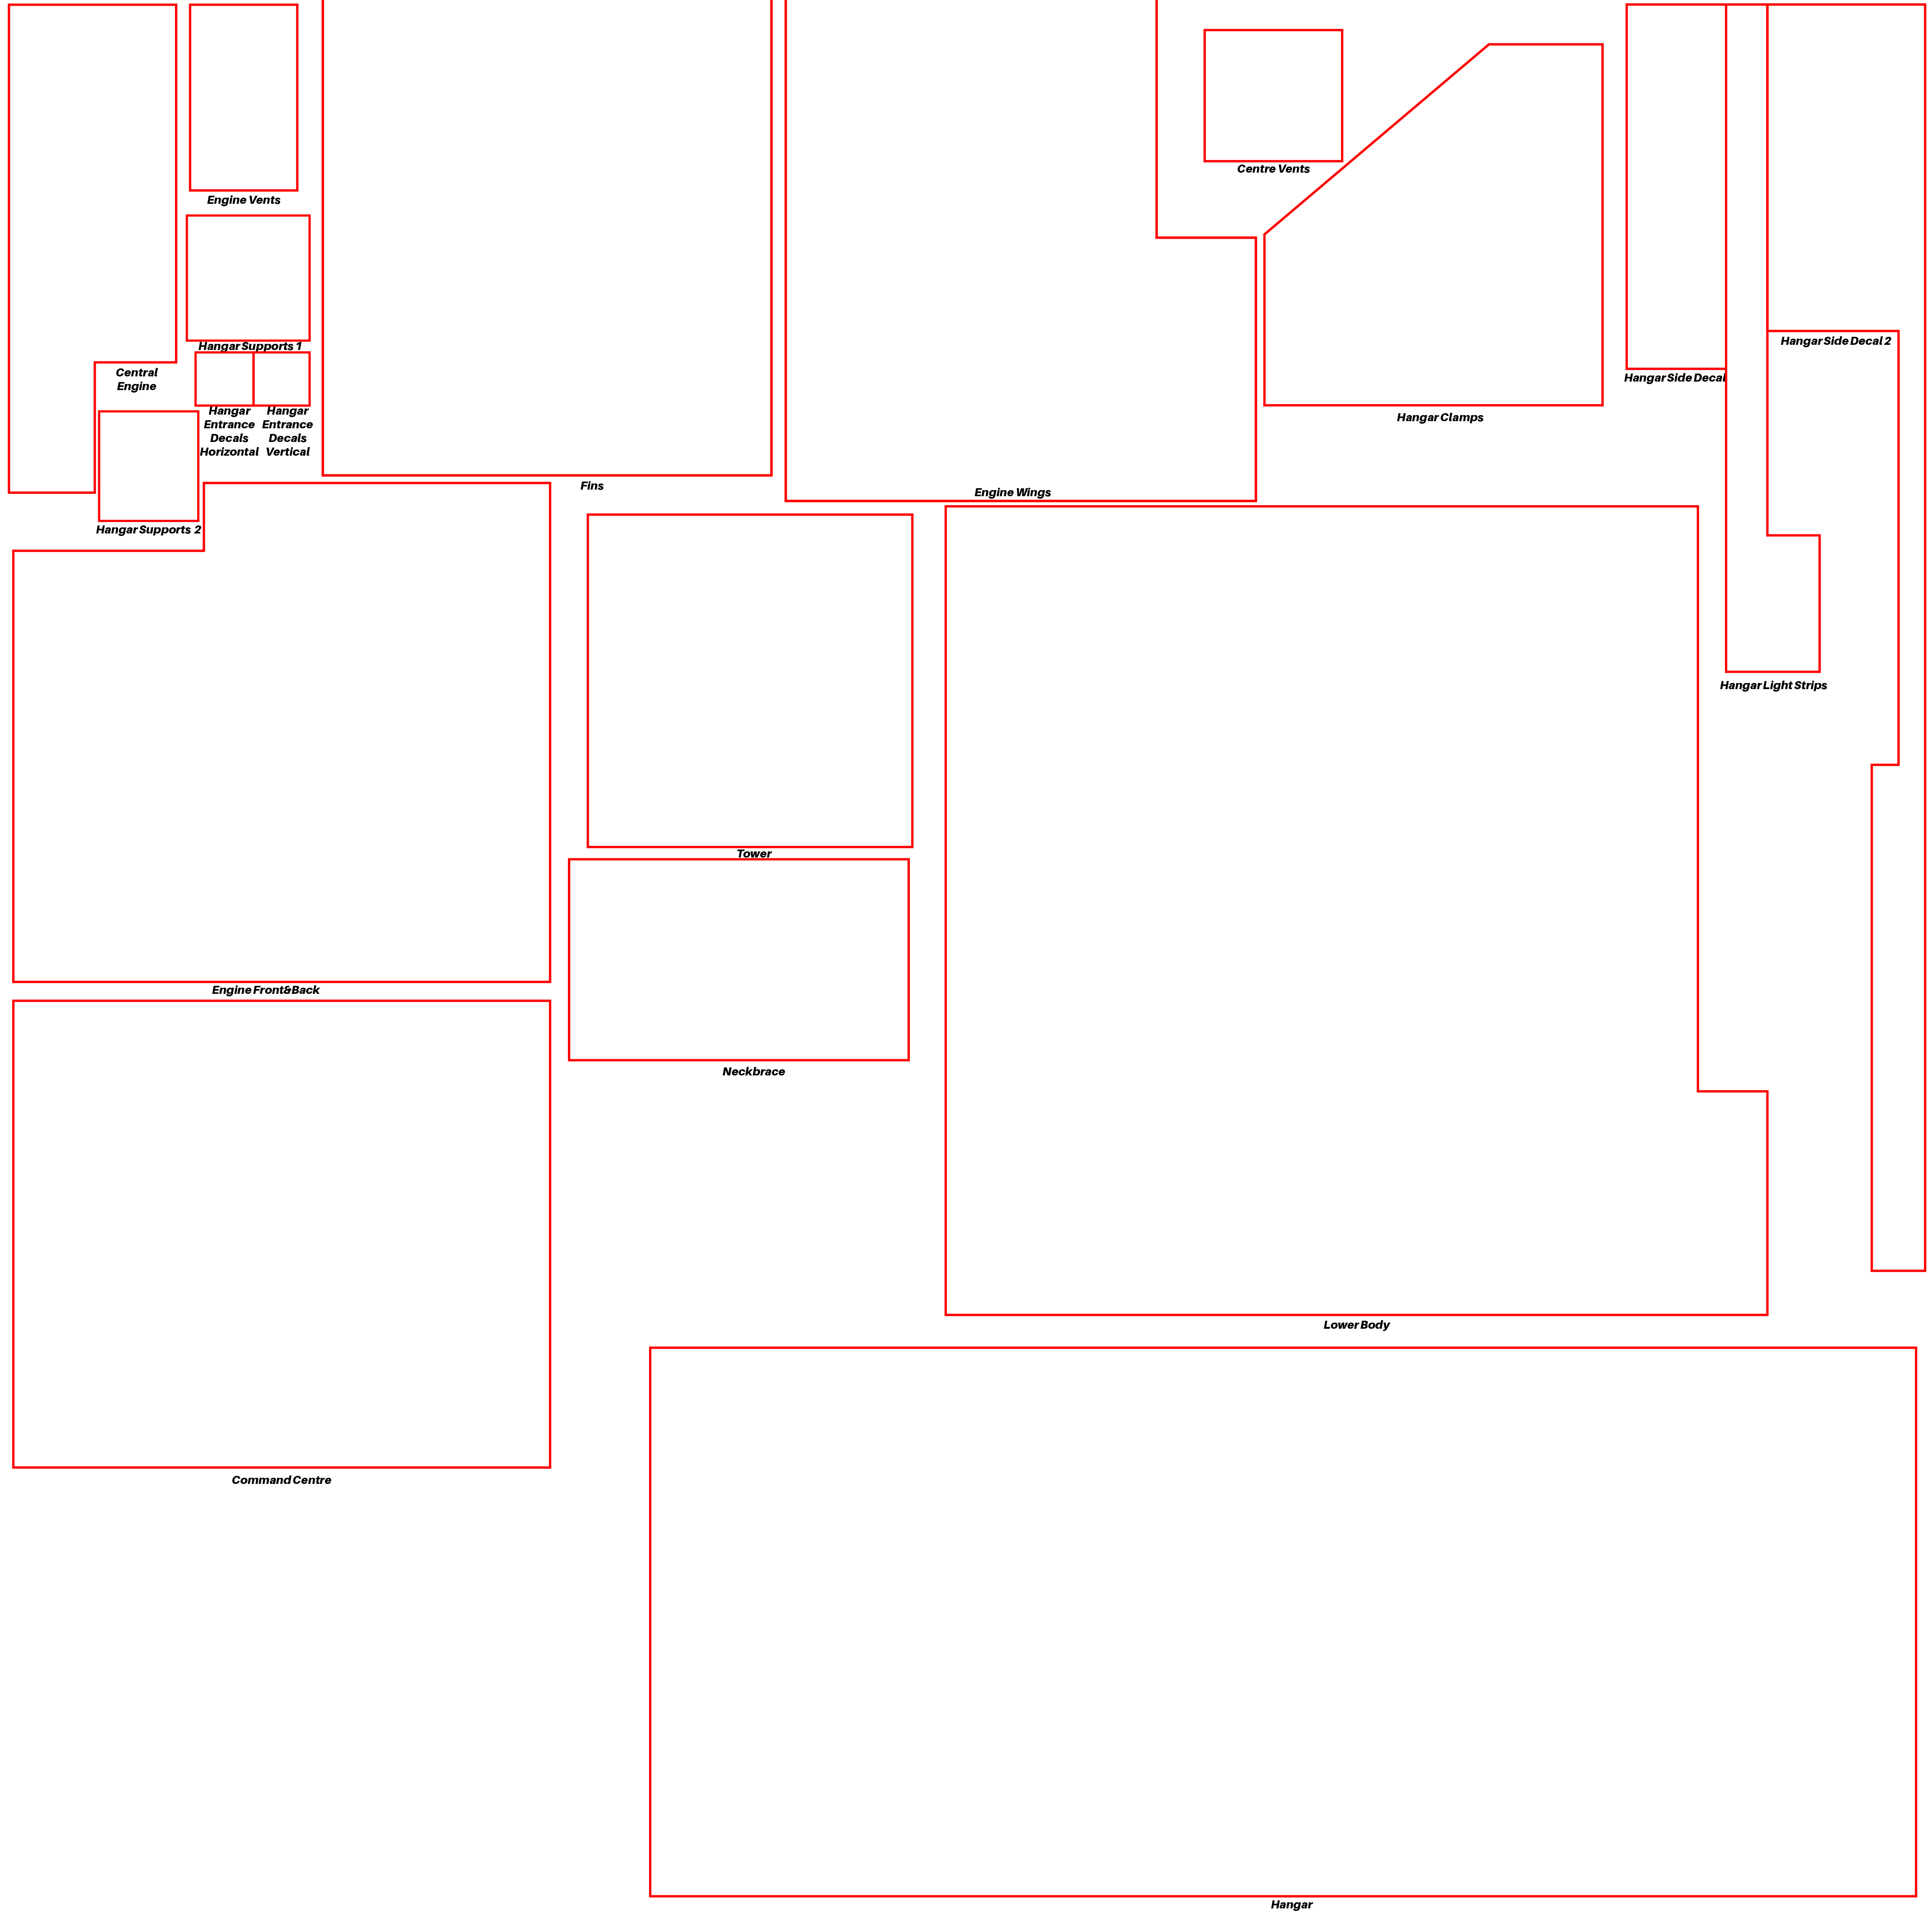 Centre Vents
Engine Vents
Hangar Supports 1
Hangar Side Decal 2
Central
Engine
Hangar Side Decal
Hangar
Entrance
Decals
Horizontal
Hangar
Entrance
Decals
Vertical
Hangar Clamps
Fins
Engine Wings
Hangar Supports 2
Hangar Light Strips
Tower
Engine Front&Back
Neckbrace
Lower Body
Command Centre
Hangar